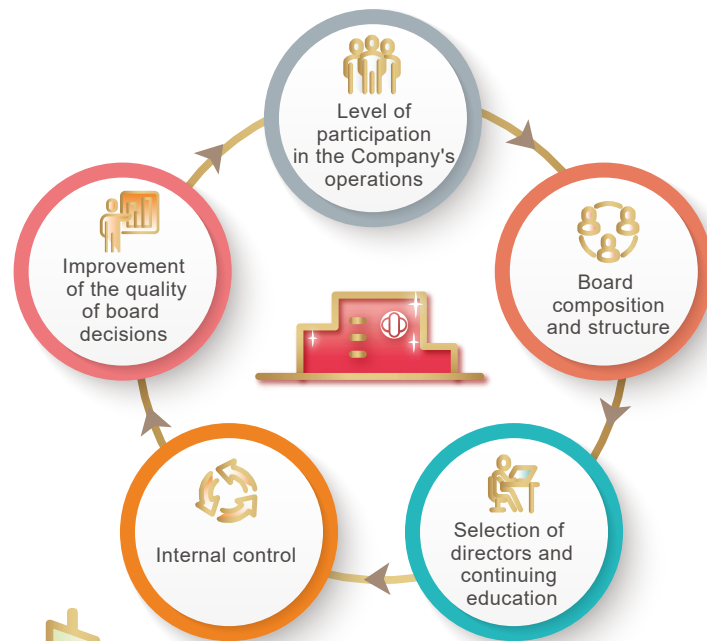 Level of
participation
in the Company's
operations
Improvement
of the quality
of board
decisions
Board
composition
and structure
Internal control
Selection of
directors and
continuing
education